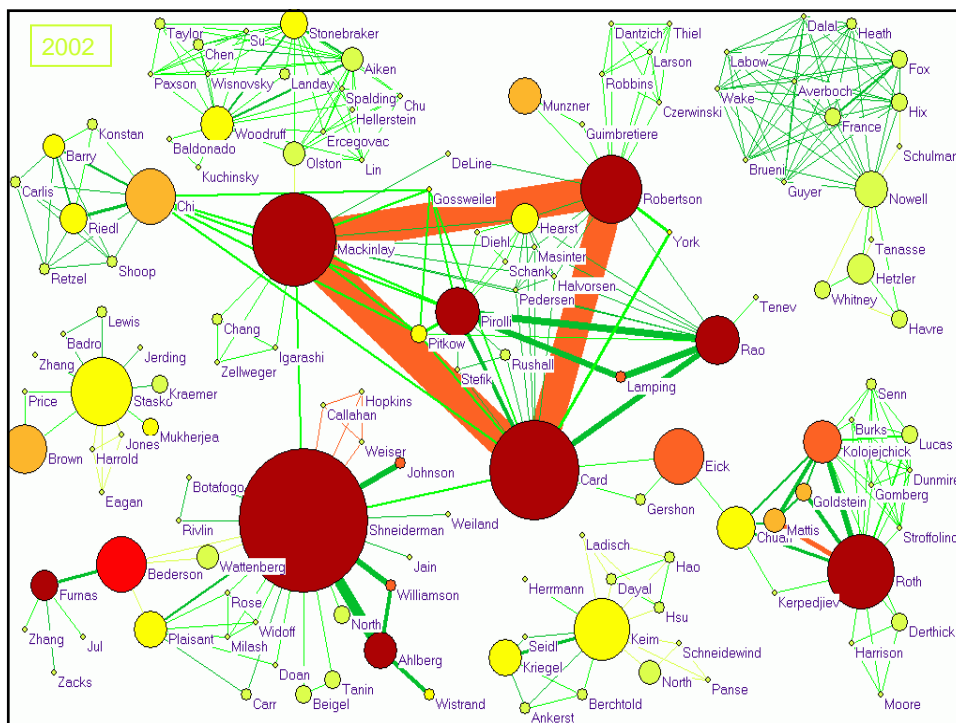 2002
Taylor
Su
Stonebraker
Chen
Aiken
Paxson
Wisnovsky
Landay
Spalding
Chu
Hellerstein
Woodruff
Ercegovac
Baldonado
Olston
Lin
Kuchinsky
Dantzich
Thiel
Larson
Robbins
Munzner
Czerwinski
Guimbretiere
Dalal
Heath
Labow
Fox
Averboch
Wake
Hix
France
Schulman
Brueni
Guyer
Nowell
Konstan
Barry
Carlis
Chi
Riedl
Retzel
Shoop
DeLine
Gossweiler
Robertson
Mackinlay
Hearst
York
Diehl
Masinter
Schank
Halvorsen
Pedersen
Tanasse
Hetzler
Whitney
Havre
Tenev
Chang
Pirolli
Pitkow
Rao
Igarashi
Zellweger
Rushall
Stefik
Lamping
Lewis
Badro
Zhang
Jerding
Stasko
Kraemer
Price
Mukherjea
Jones
Brown
Harrold
Eagan
Hopkins
Callahan
Weiser
Johnson
Card
Eick
Gershon
Senn
Burks
Lucas
Kolojejchick
Dunmire
Goldstein
Gomberg
Mattis
Chuah
Stroffolino
Botafogo
Rivlin
Shneiderman
Weiland
Bederson
Wattenberg
Jain
Furnas
Williamson
Rose
North
Zhang
Jul
Plaisant
Widoff
Milash
Ahlberg
Zacks
Doan
Tanin
Carr
Beigel
Wistrand
Ladisch
Hao
Herrmann
Dayal
Hsu
Seidl
Keim
Kriegel
Schneidewind
North
Panse
Berchtold
Ankerst
Roth
Kerpedjiev
Derthick
Harrison
Moore